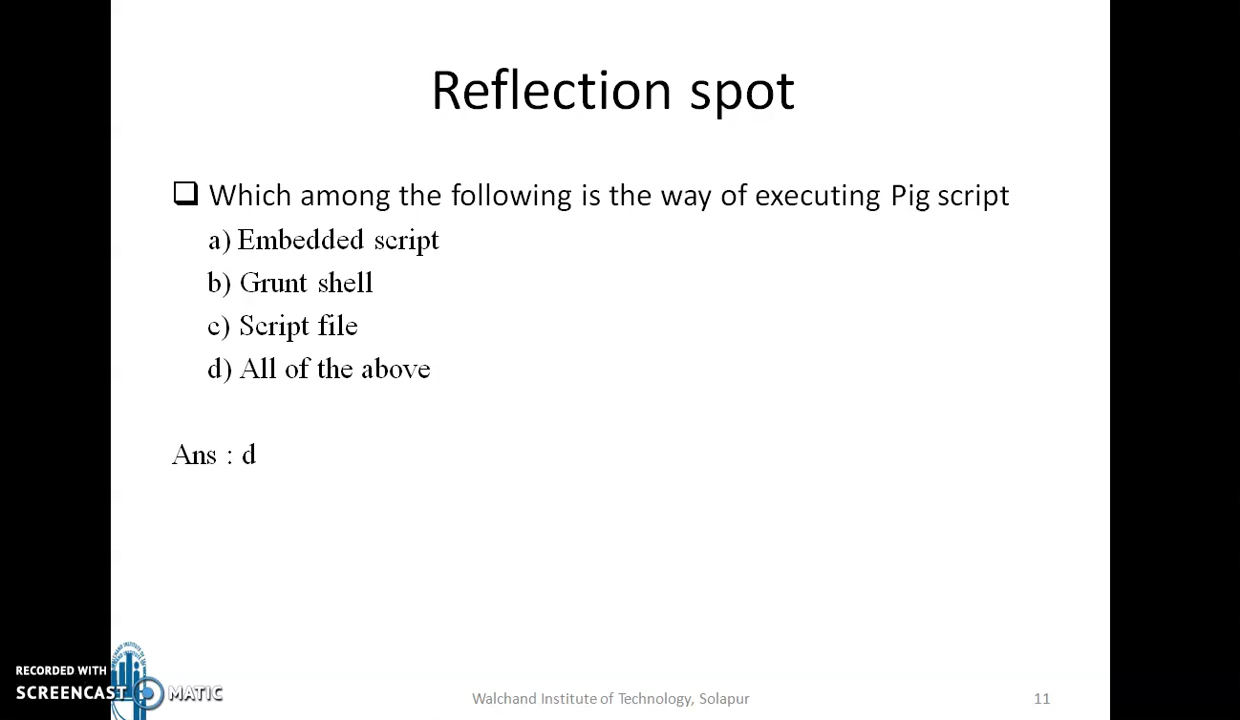 Reflection spot
Which among the following is the way of executing Pig script
a) Embedded script
b) Grunt shell
c) Script file
d) All of the above
Ans : d
RECORDED WITH
SCREENCAST MATIC
Walchand Institute of Technology, Solapur
11